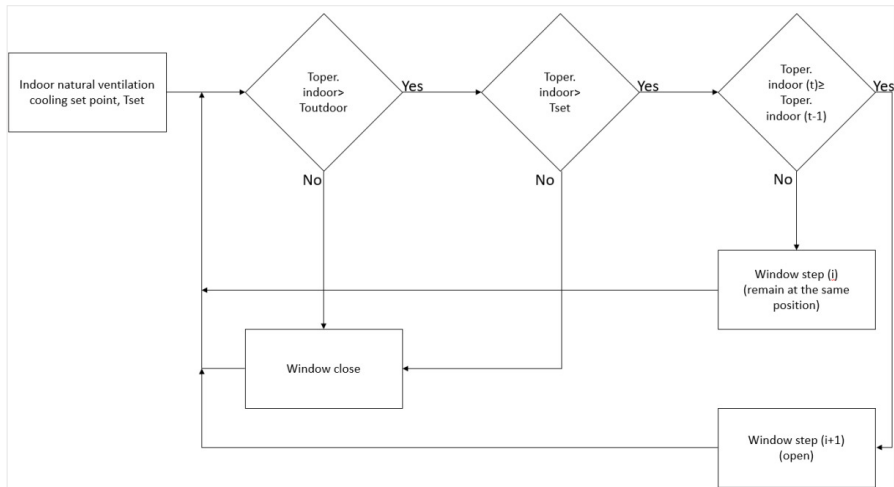 Indoor natural ventilation
cooling set point, Tset
Toper.
indoor>
Toutdoor
Yes
No
Toper.
indoor>
Tset
Yes
No
Toper.
indoor (t)≥
Toper.
indoor (t-1)
Yes
No
Window step (i)
(remain at the same
position)
Window close
Window step (i+1)
(open)